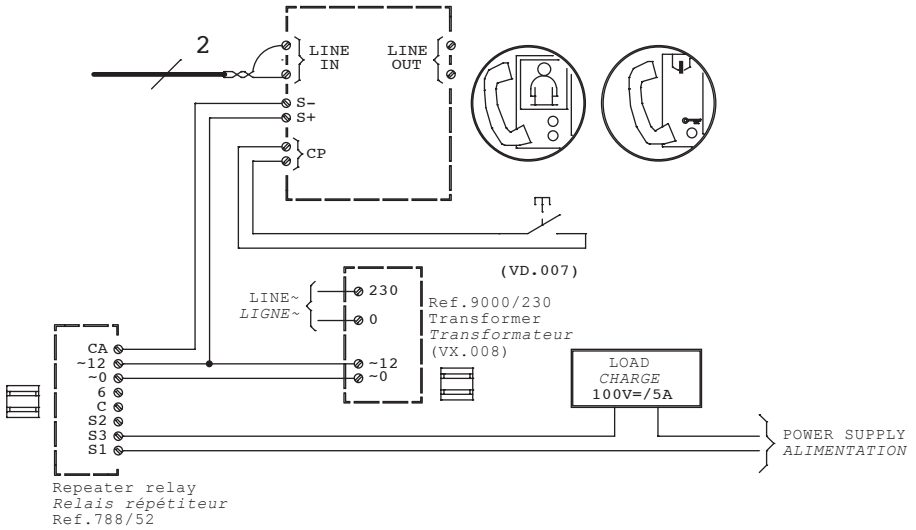 2
LINE
IN
LINE
OUT
S-
S+
CP
(VD.007)
LINE~
LIGNE~
230
0
~12
~0
Ref.9000/230
Transformer
Transformateur
(VX.008)
CA
~12
~0
6
C
S2
S3
S1
LOAD
CHARGE
100V=/5A
POWER SUPPLY
ALIMENTATION
Repeater relay
Relais répétiteur
Ref.788/52